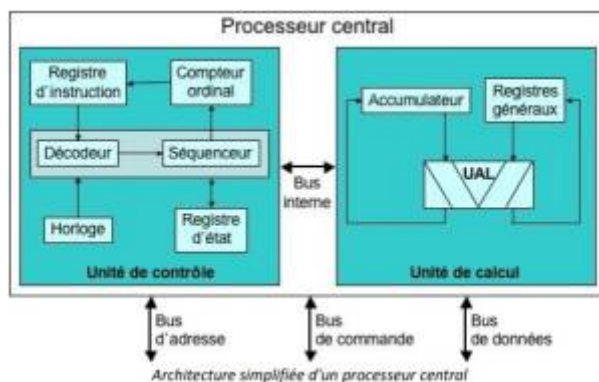 Processeur central
Registre
d´instruction
Compteur
ordinal
Accumulateur
Registres
généraux
Décodeur
Séquenceur
UAL
Bus
interne
Horloge
Registre
d´état
Unité de contrôle
Unité de calcul
Bus
d´adresse
Bus
de commande
Bus
de données
Architecture simplifiée d'un processeur central